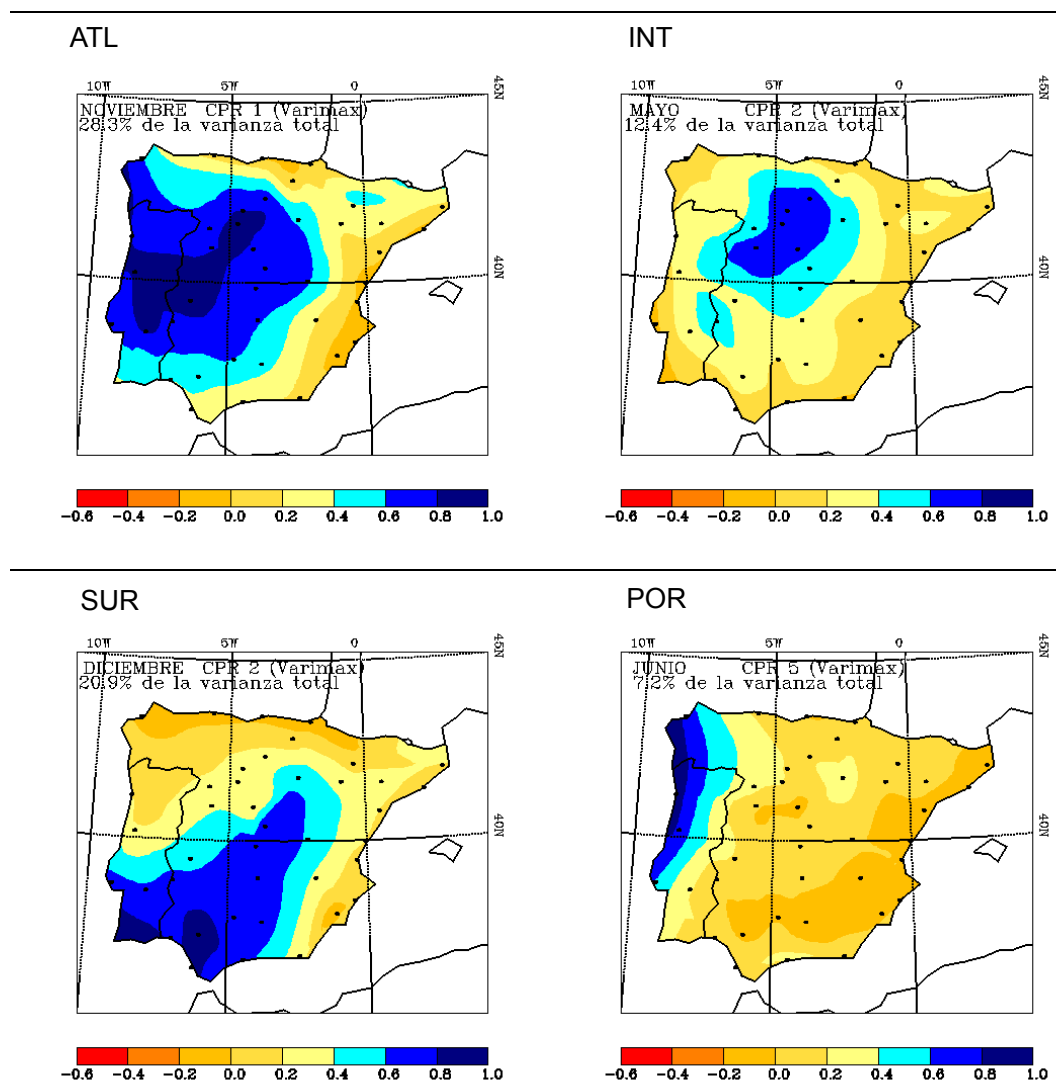 ATL
INT
10W 5W 0 45N
NOVIEMBRE CPR 1 (Varimax)
28.3% de la varianza total
40N
-0.6 -0.4 -0.2 0.0 0.2 0.4 0.6 0.8 1.0
10W 5W 0 45N
MAYO CPR 2 (Varimax)
12.4% de la varianza total
40N
-0.6 -0.4 -0.2 0.0 0.2 0.4 0.6 0.8 1.0
SUR
POR
10W 5W 0 45N
DICIEMBRE CPR 2 (Varimax)
20.9% de la varianza total
40N
-0.6 -0.4 -0.2 0.0 0.2 0.4 0.6 0.8 1.0
10W 5W 0 45N
JUNIO CPR 5 (Varimax)
7.2% de la varianza total
40N
-0.6 -0.4 -0.2 0.0 0.2 0.4 0.6 0.8 1.0